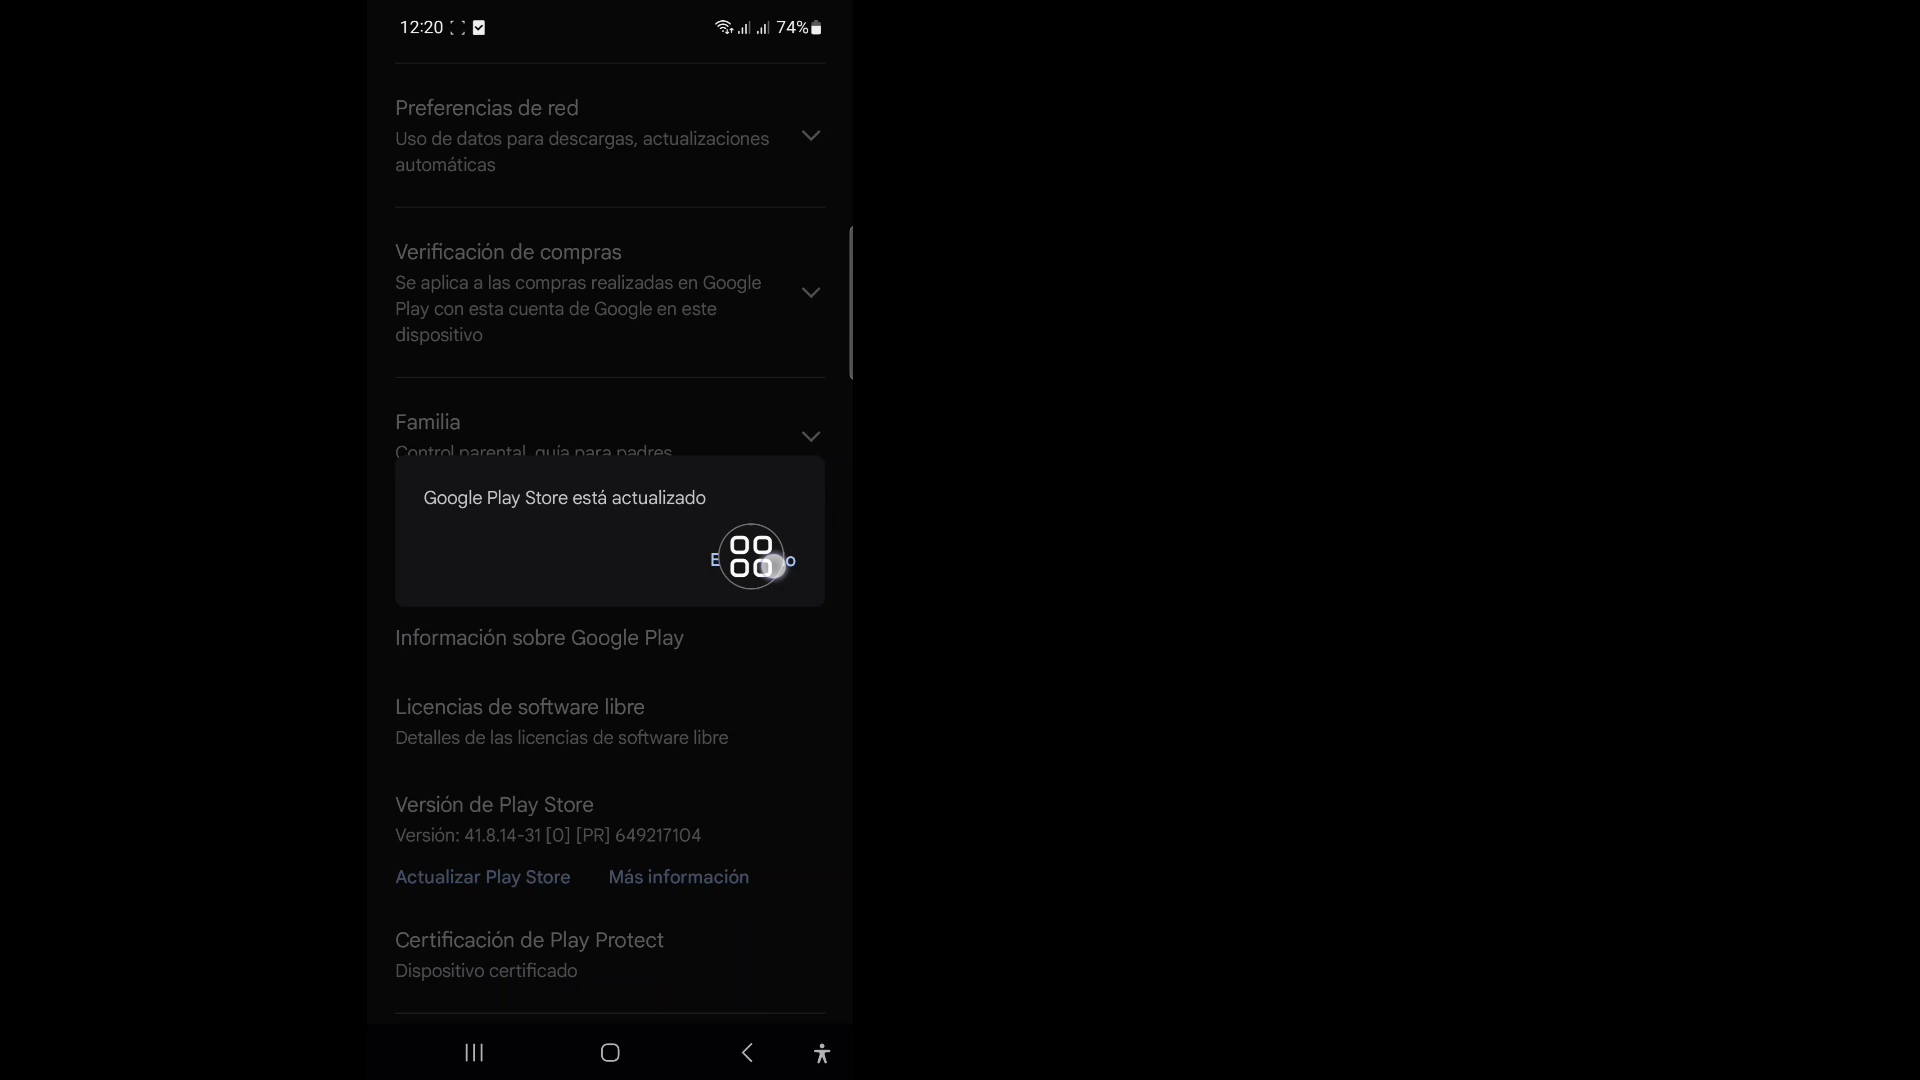 12:20 74%
Preferencias de red
Uso de datos para descargas, actualizaciones
automáticas
Verificación de compras
Se aplica a las compras realizadas en Google
Play con esta cuenta de Google en este
dispositivo
Familia
Control parental, guía para padres
Google Play Store está actualizado
Información sobre Google Play
Licencias de software libre
Detalles de las licencias de software libre
Versión de Play Store
Versión: 41.8.14-31 [0] [PR] 649217104
Actualizar Play Store Más información
Certificación de Play Protect
Dispositivo certificado